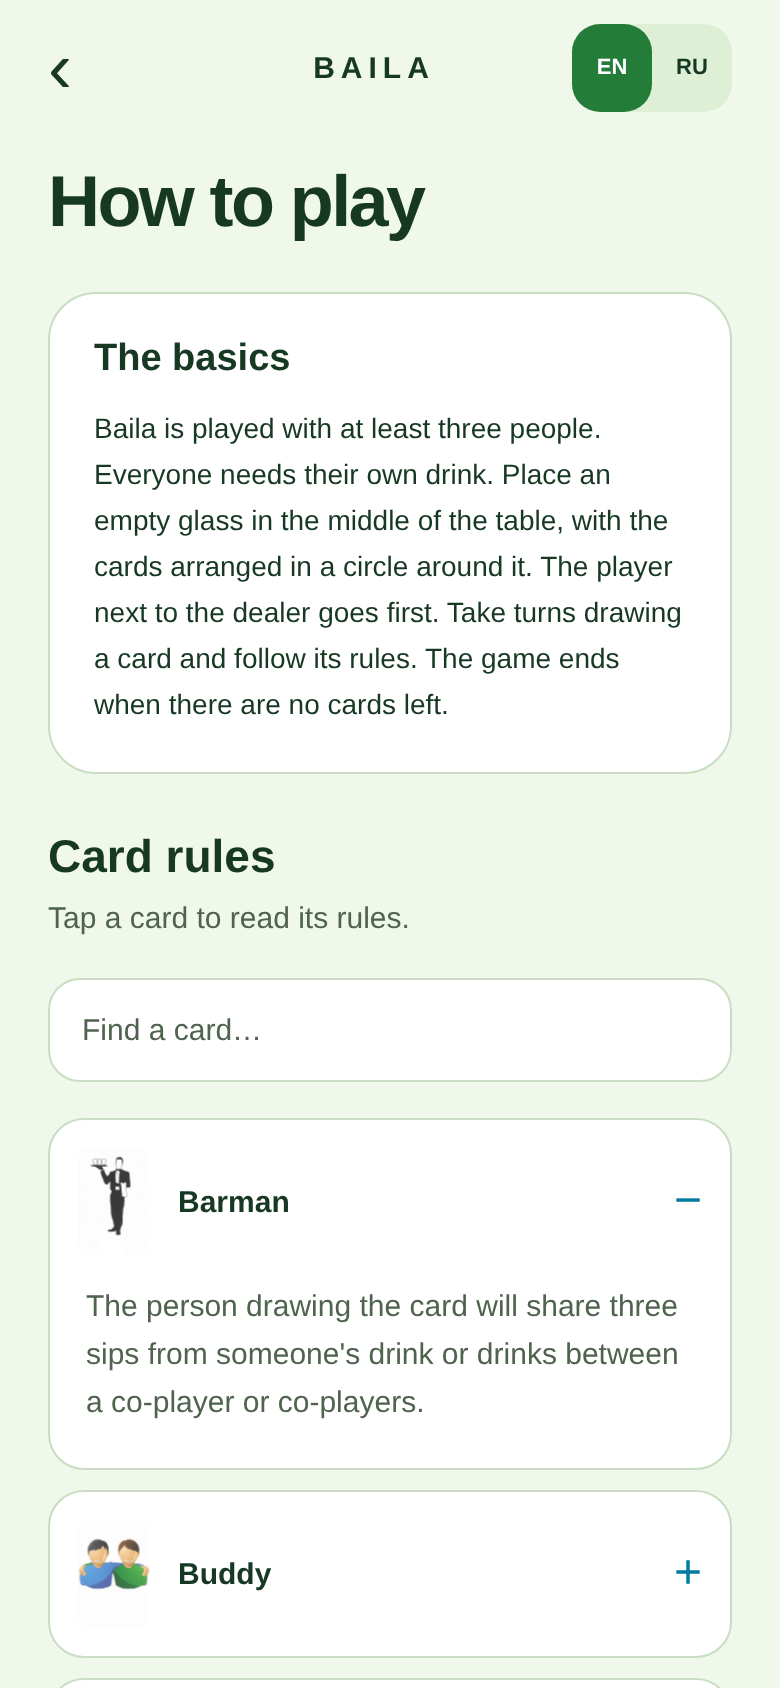 BAILA
EN RU
How to play
The basics
Baila is played with at least three people.
Everyone needs their own drink. Place an
empty glass in the middle of the table, with the
cards arranged in a circle around it. The player
next to the dealer goes first. Take turns drawing
a card and follow its rules. The game ends
when there are no cards left.
Card rules
Tap a card to read its rules.
Find a card…
Barman
The person drawing the card will share three
sips from someone's drink or drinks between
a co-player or co-players.
Buddy